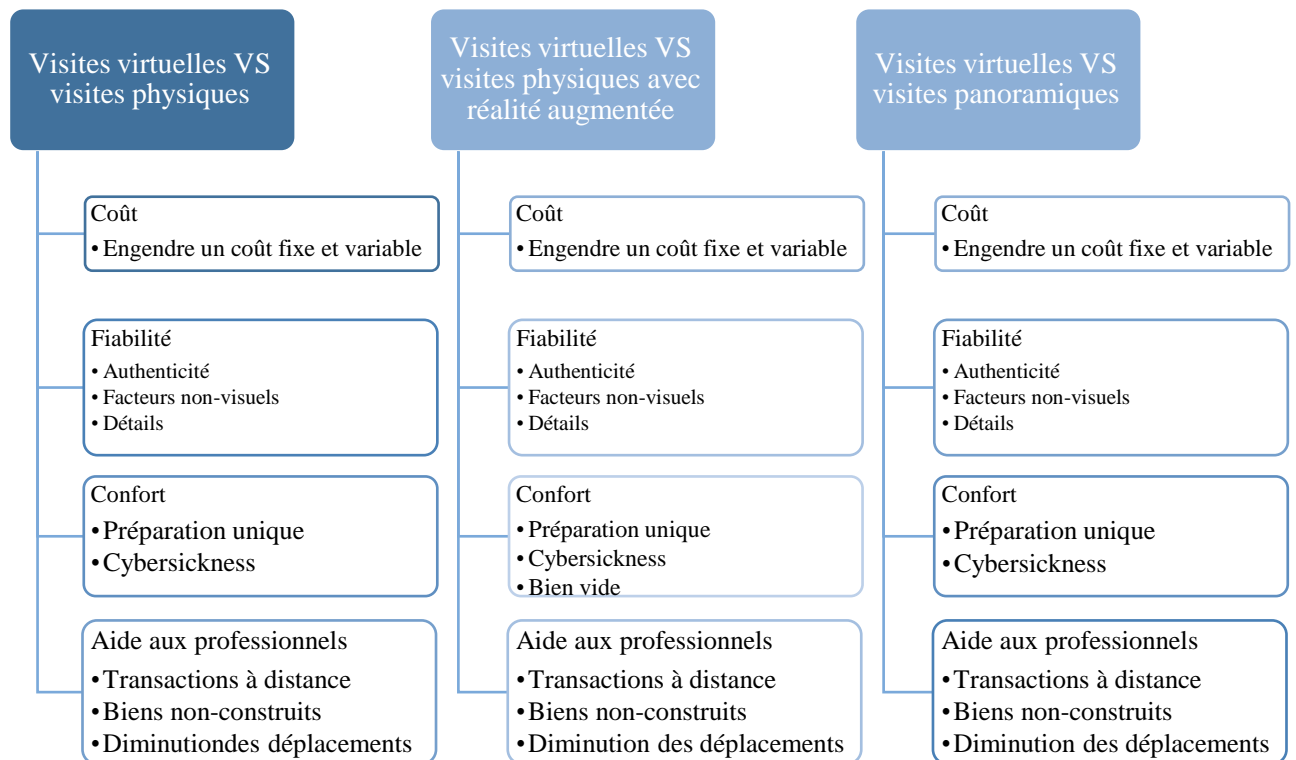 Visites virtuelles VS
visites physiques
Coût
• Engendre un coût fixe et variable
Fiabilité
• Authenticité
• Facteurs non-visuels
• Détails
Confort
• Préparation unique
• Cybersickness
Aide aux professionnels
• Transactions à distance
• Biens non-construits
• Diminutiondes déplacements
Visites virtuelles VS
visites physiques avec
réalité augmentée
Coût
• Engendre un coût fixe et variable
Fiabilité
• Authenticité
• Facteurs non-visuels
• Détails
Confort
• Préparation unique
• Cybersickness
• Bien vide
Aide aux professionnels
• Transactions à distance
• Biens non-construits
• Diminution des déplacements
Visites virtuelles VS
visites panoramiques
Coût
• Engendre un coût fixe et variable
Fiabilité
• Authenticité
• Facteurs non-visuels
• Détails
Confort
• Préparation unique
• Cybersickness
Aide aux professionnels
• Transactions à distance
• Biens non-construits
• Diminution des déplacements